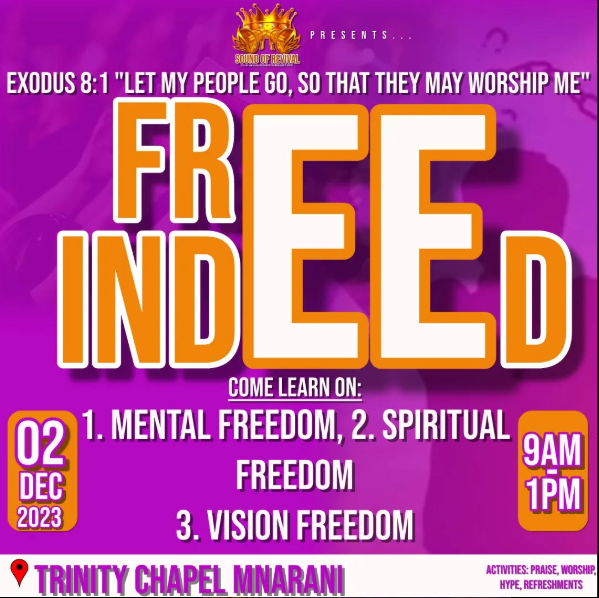 SOUND OF REVIVAL
PRESENTS...
EXODUS 8:1 "LET MY PEOPLE GO, SO THAT THEY MAY WORSHIP ME"
FREE
INDEED
COME LEARN ON:
1. MENTAL FREEDOM, 2. SPIRITUAL
FREEDOM
3. VISION FREEDOM
02
DEC
2023
9AM
-
1PM
TRINITY CHAPEL MNARANI
ACTIVITIES: PRAISE, WORSHIP,
HYPE, REFRESHMENTS